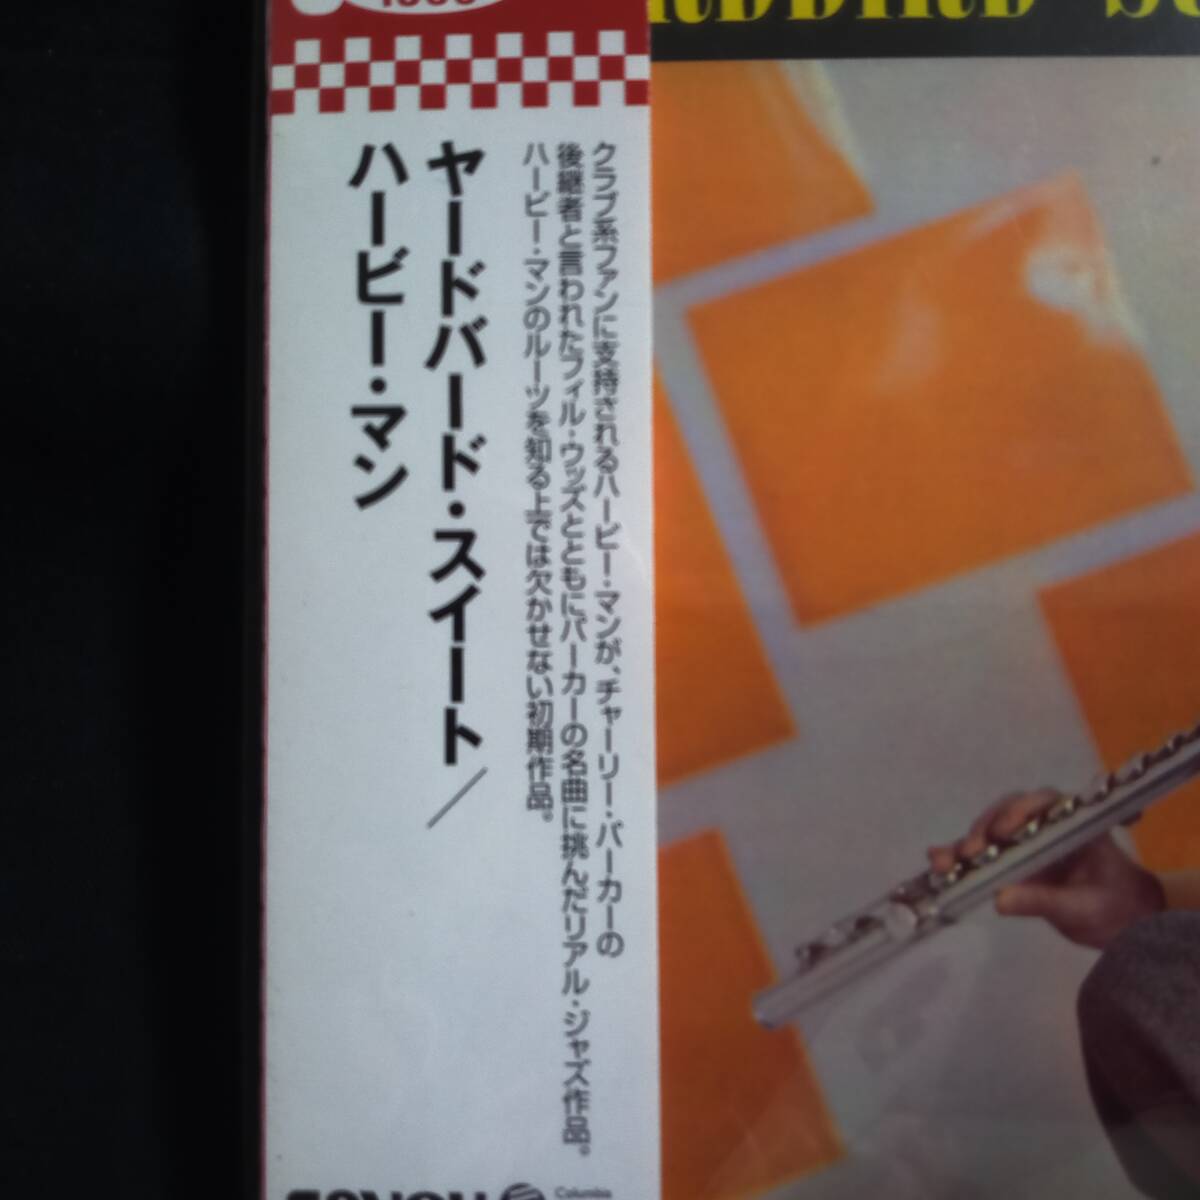 クラブ系ファンに支持されるハービー・マンが、チャーリー・パーカーの
後継者と言われたフィル・ウッズとともにパーカーの名曲に挑んだリアル・ジャズ作品。
ハービー・マンのルーツを知る上では欠かせない初期作品。
ヤードバード・スイート／
ハービー・マン
Columbia